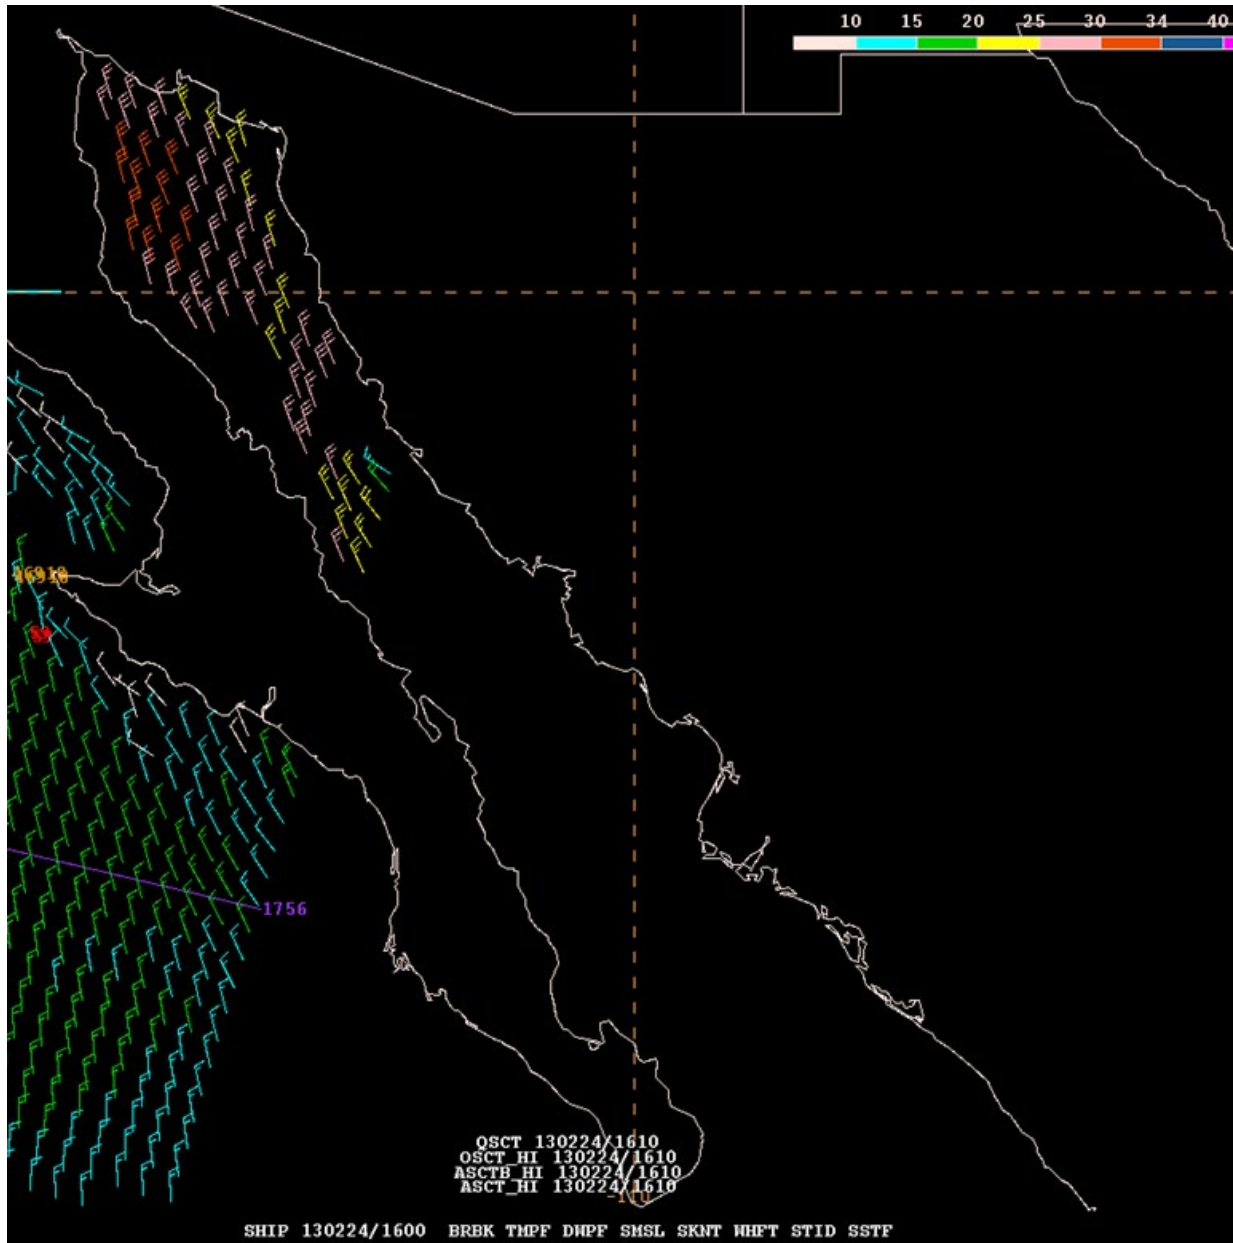 10 15 20 25 30 34 40
1756
QSCT 130224/1610
OSCT_HI 130224/1610
ASCTB_HI 130224/1610
ASCT_HI 130224/1610
-110
SHIP 130224/1600 BRBK TMPF DWPF SMSL SKNT WHFT STID SSTF